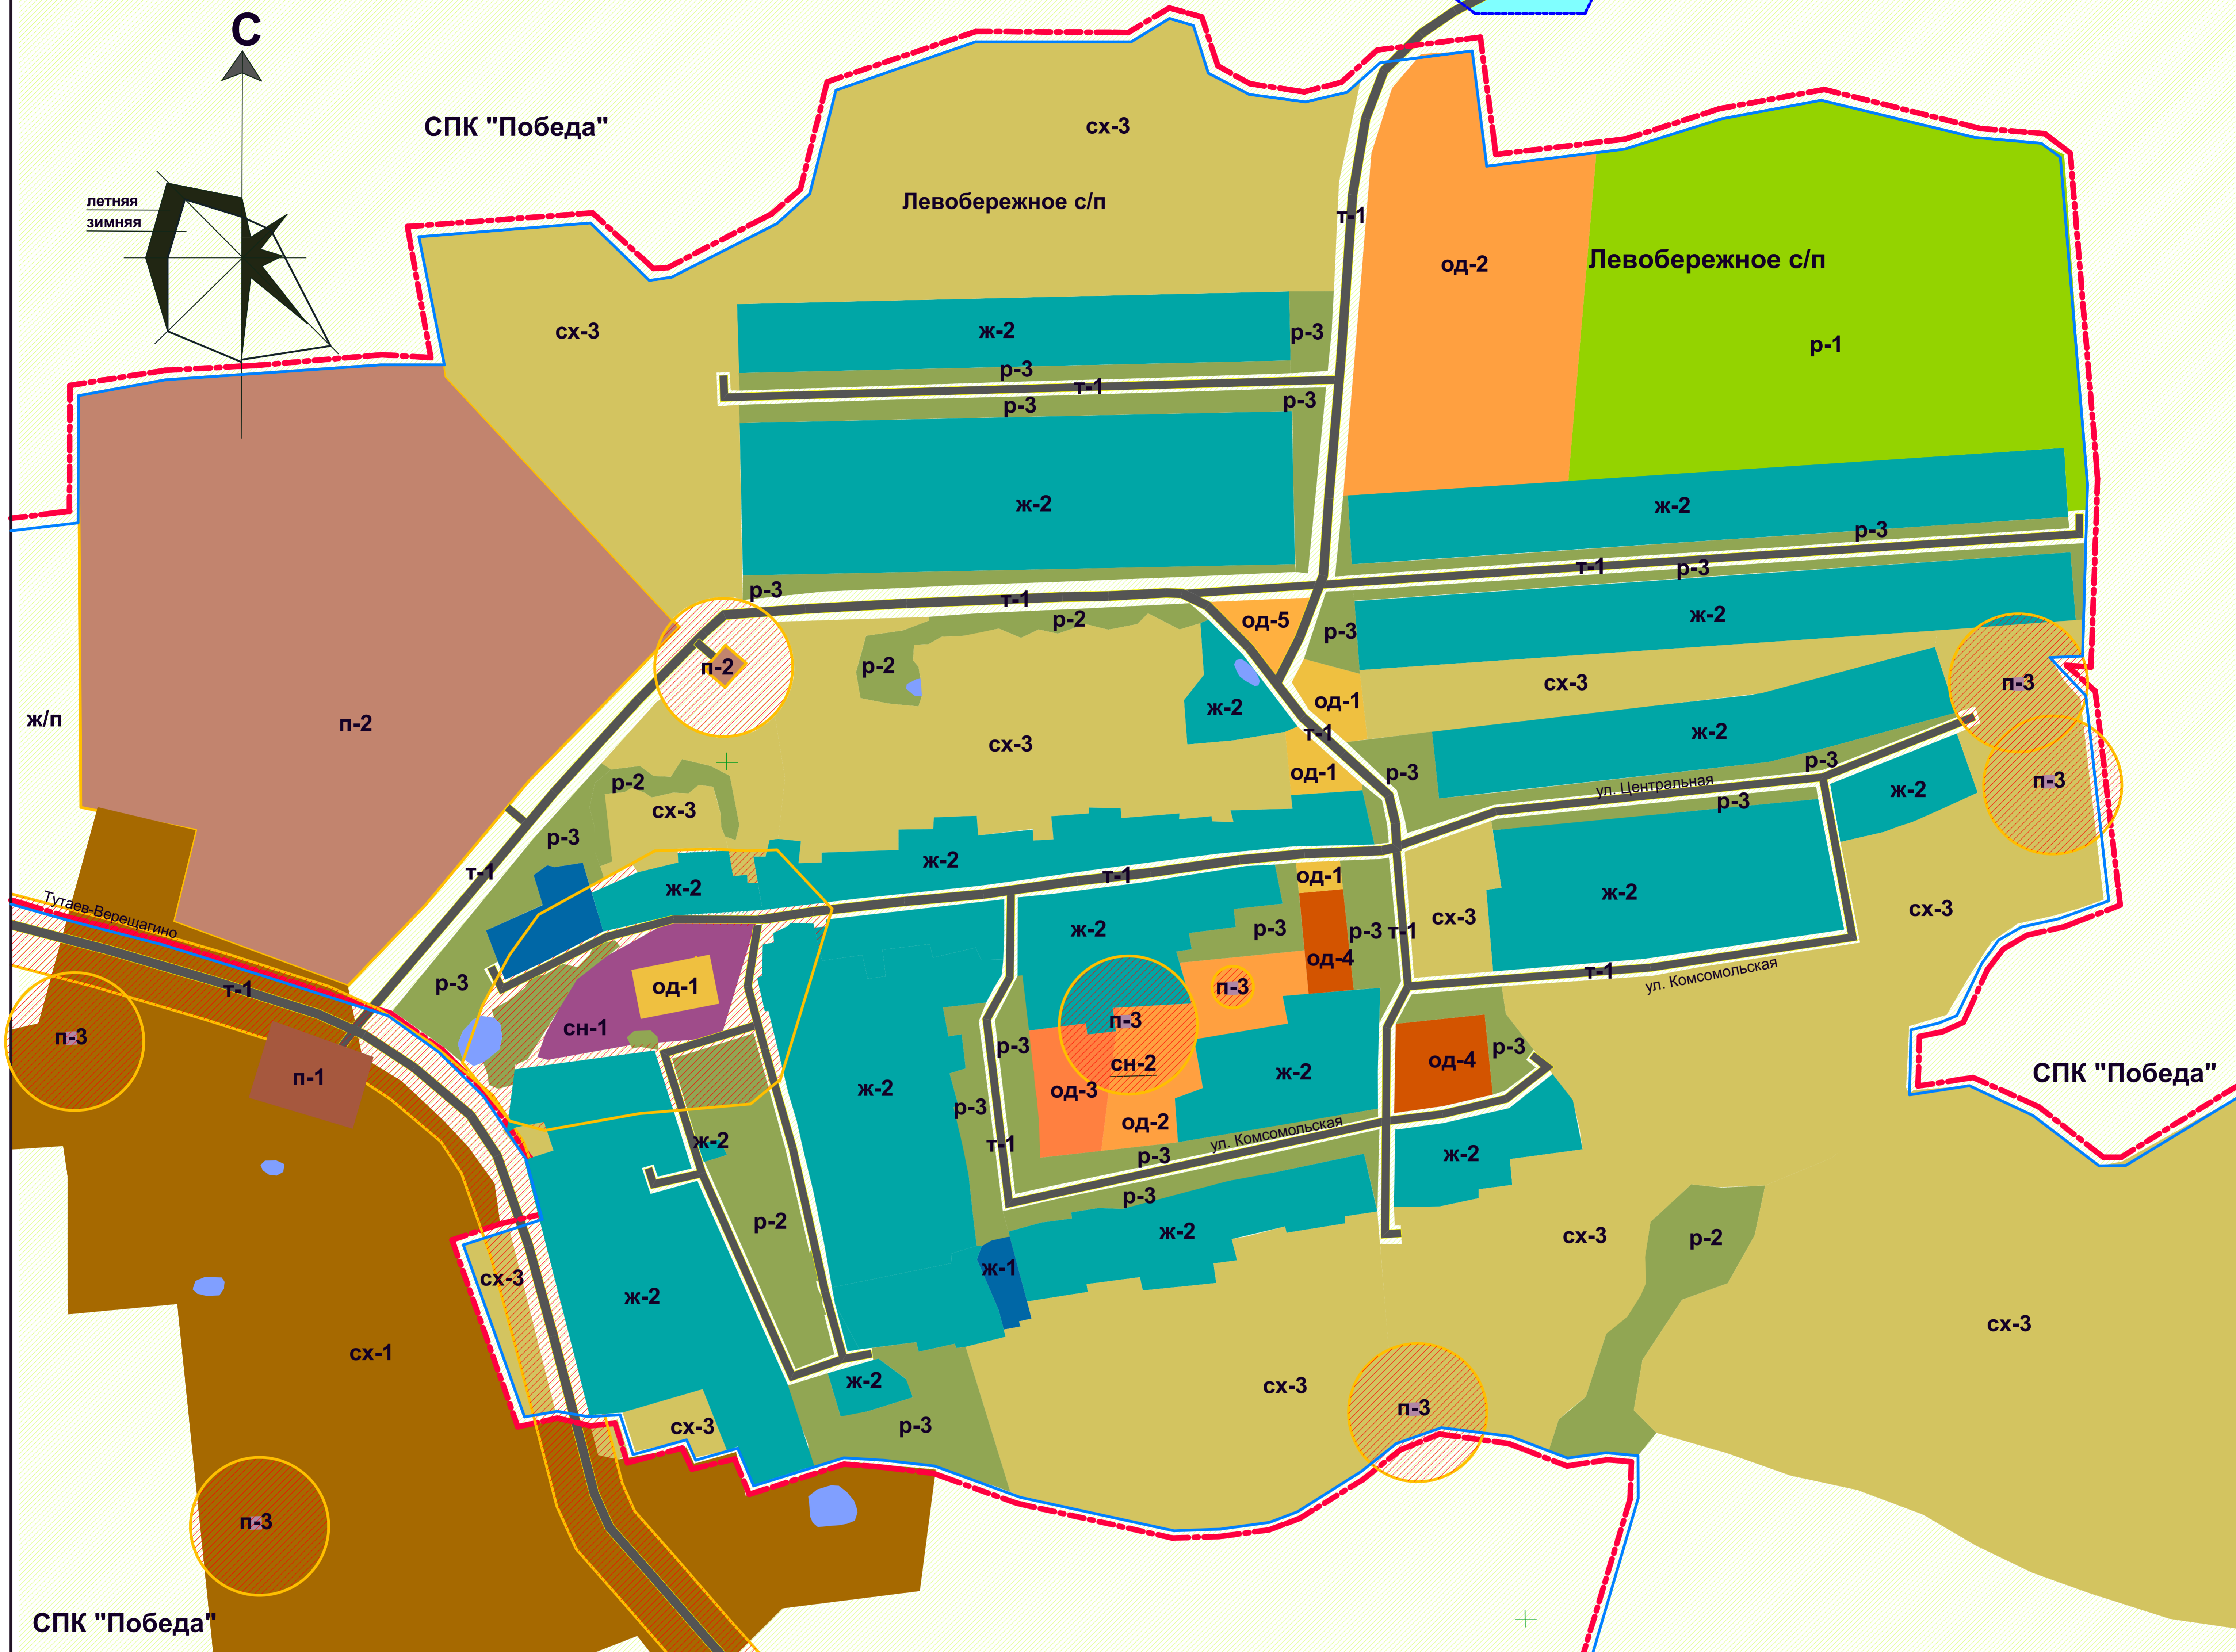 С
СПК "Победа"
сх-3
летняя
зимняя
Левобережное с/п
т-1
Левобережное с/п
од-2
сх-3
ж-2
р-3
р-1
р-3
т-1
р-3
р-3
ж-2
ж-2
р-3
т-1
р-3
р-3
т-1
р-2
од-5
р-3
ж-2
р-2
п-2
сх-3
п-3
од-1
ж-2
ж/п
п-2
сх-3
т-1
ж-2
од-1
р-3
р-3
п-3
р-2
ул. Центральная
ж-2
р-3
сх-3
р-3
ж-2
т-1
т-1
од-1
ж-2
ж-2
Тутаев-Верещагино
сх-3
сх-3
ж-2
р-3
р-3
т-1
од-4
р-3
т-1
ул. Комсомольская
т-1
од-1
п-3
сн-1
п-3
п-3
р-3
од-4
р-3
сн-2
п-1
ж-2
од-3
ж-2
СПК "Победа"
р-3
од-2
ул. Комсомольская
ж-2
т-1
р-3
ж-2
р-3
р-2
ж-2
сх-3
р-2
сх-3
ж-1
ж-2
сх-3
сх-1
ж-2
сх-3
п-3
сх-3
р-3
п-3
СПК "Победа"